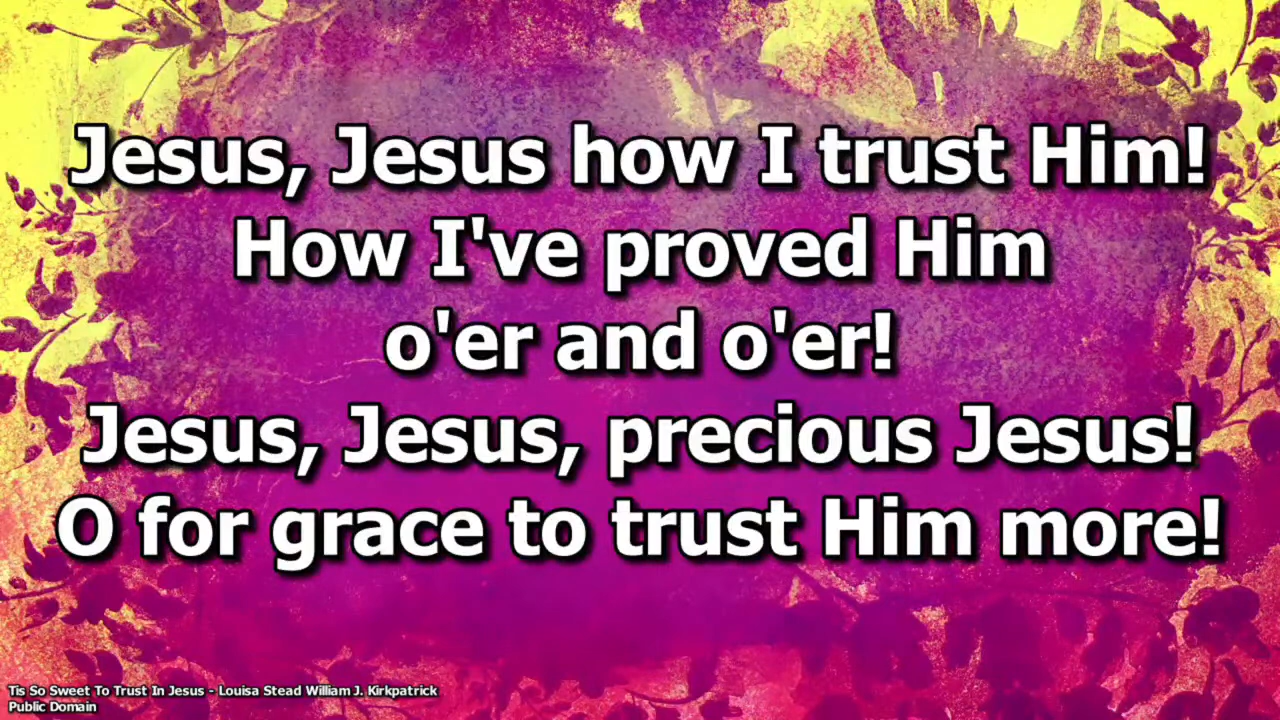 Jesus, Jesus how I trust Him!
How I've proved Him
o'er and o'er!
Jesus, Jesus, precious Jesus!
O for grace to trust Him more!
Tis So Sweet To Trust In Jesus - Louisa Stead William J. Kirkpatrick
Public Domain